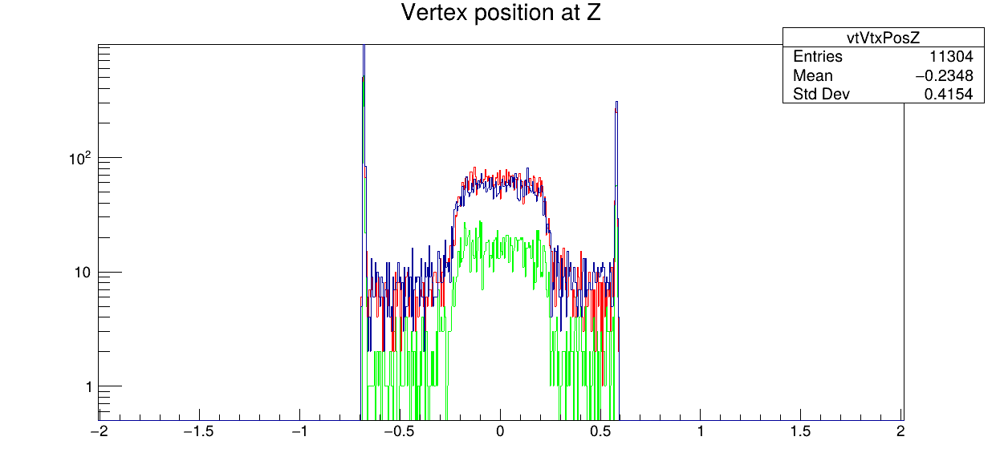 Vertex position at Z
vtVtxPosZ
Entries 11304
Mean −0.2348
Std Dev 0.4154
10²
10
1
−2 −1.5 −1 −0.5 0 0.5 1 1.5 2